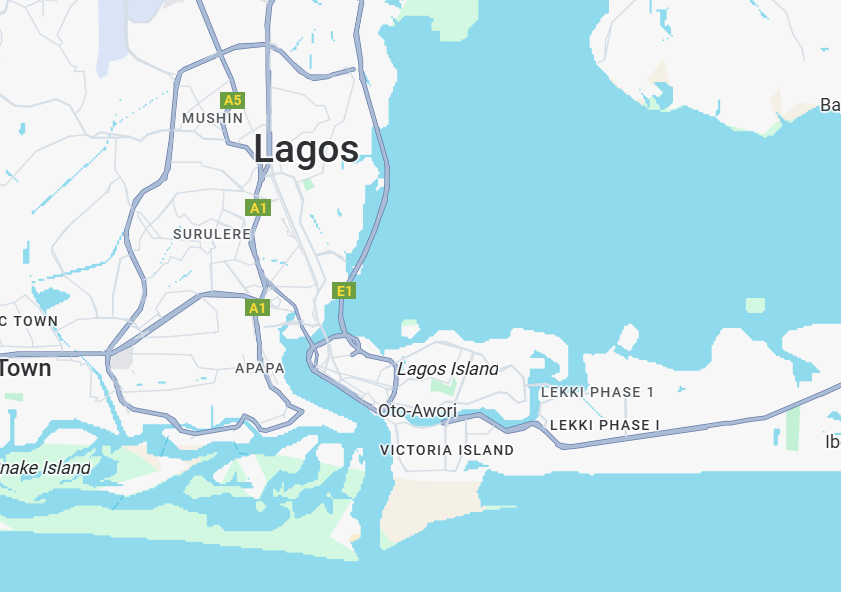 A5
Ba
MUSHIN
Lagos
A1
SURULERE
E1
A1
C TOWN
Town
APAPA
Lagos Island
LEKKI PHASE 1
Oto-Awori
LEKKI PHASE I
Ib
VICTORIA ISLAND
nake Island